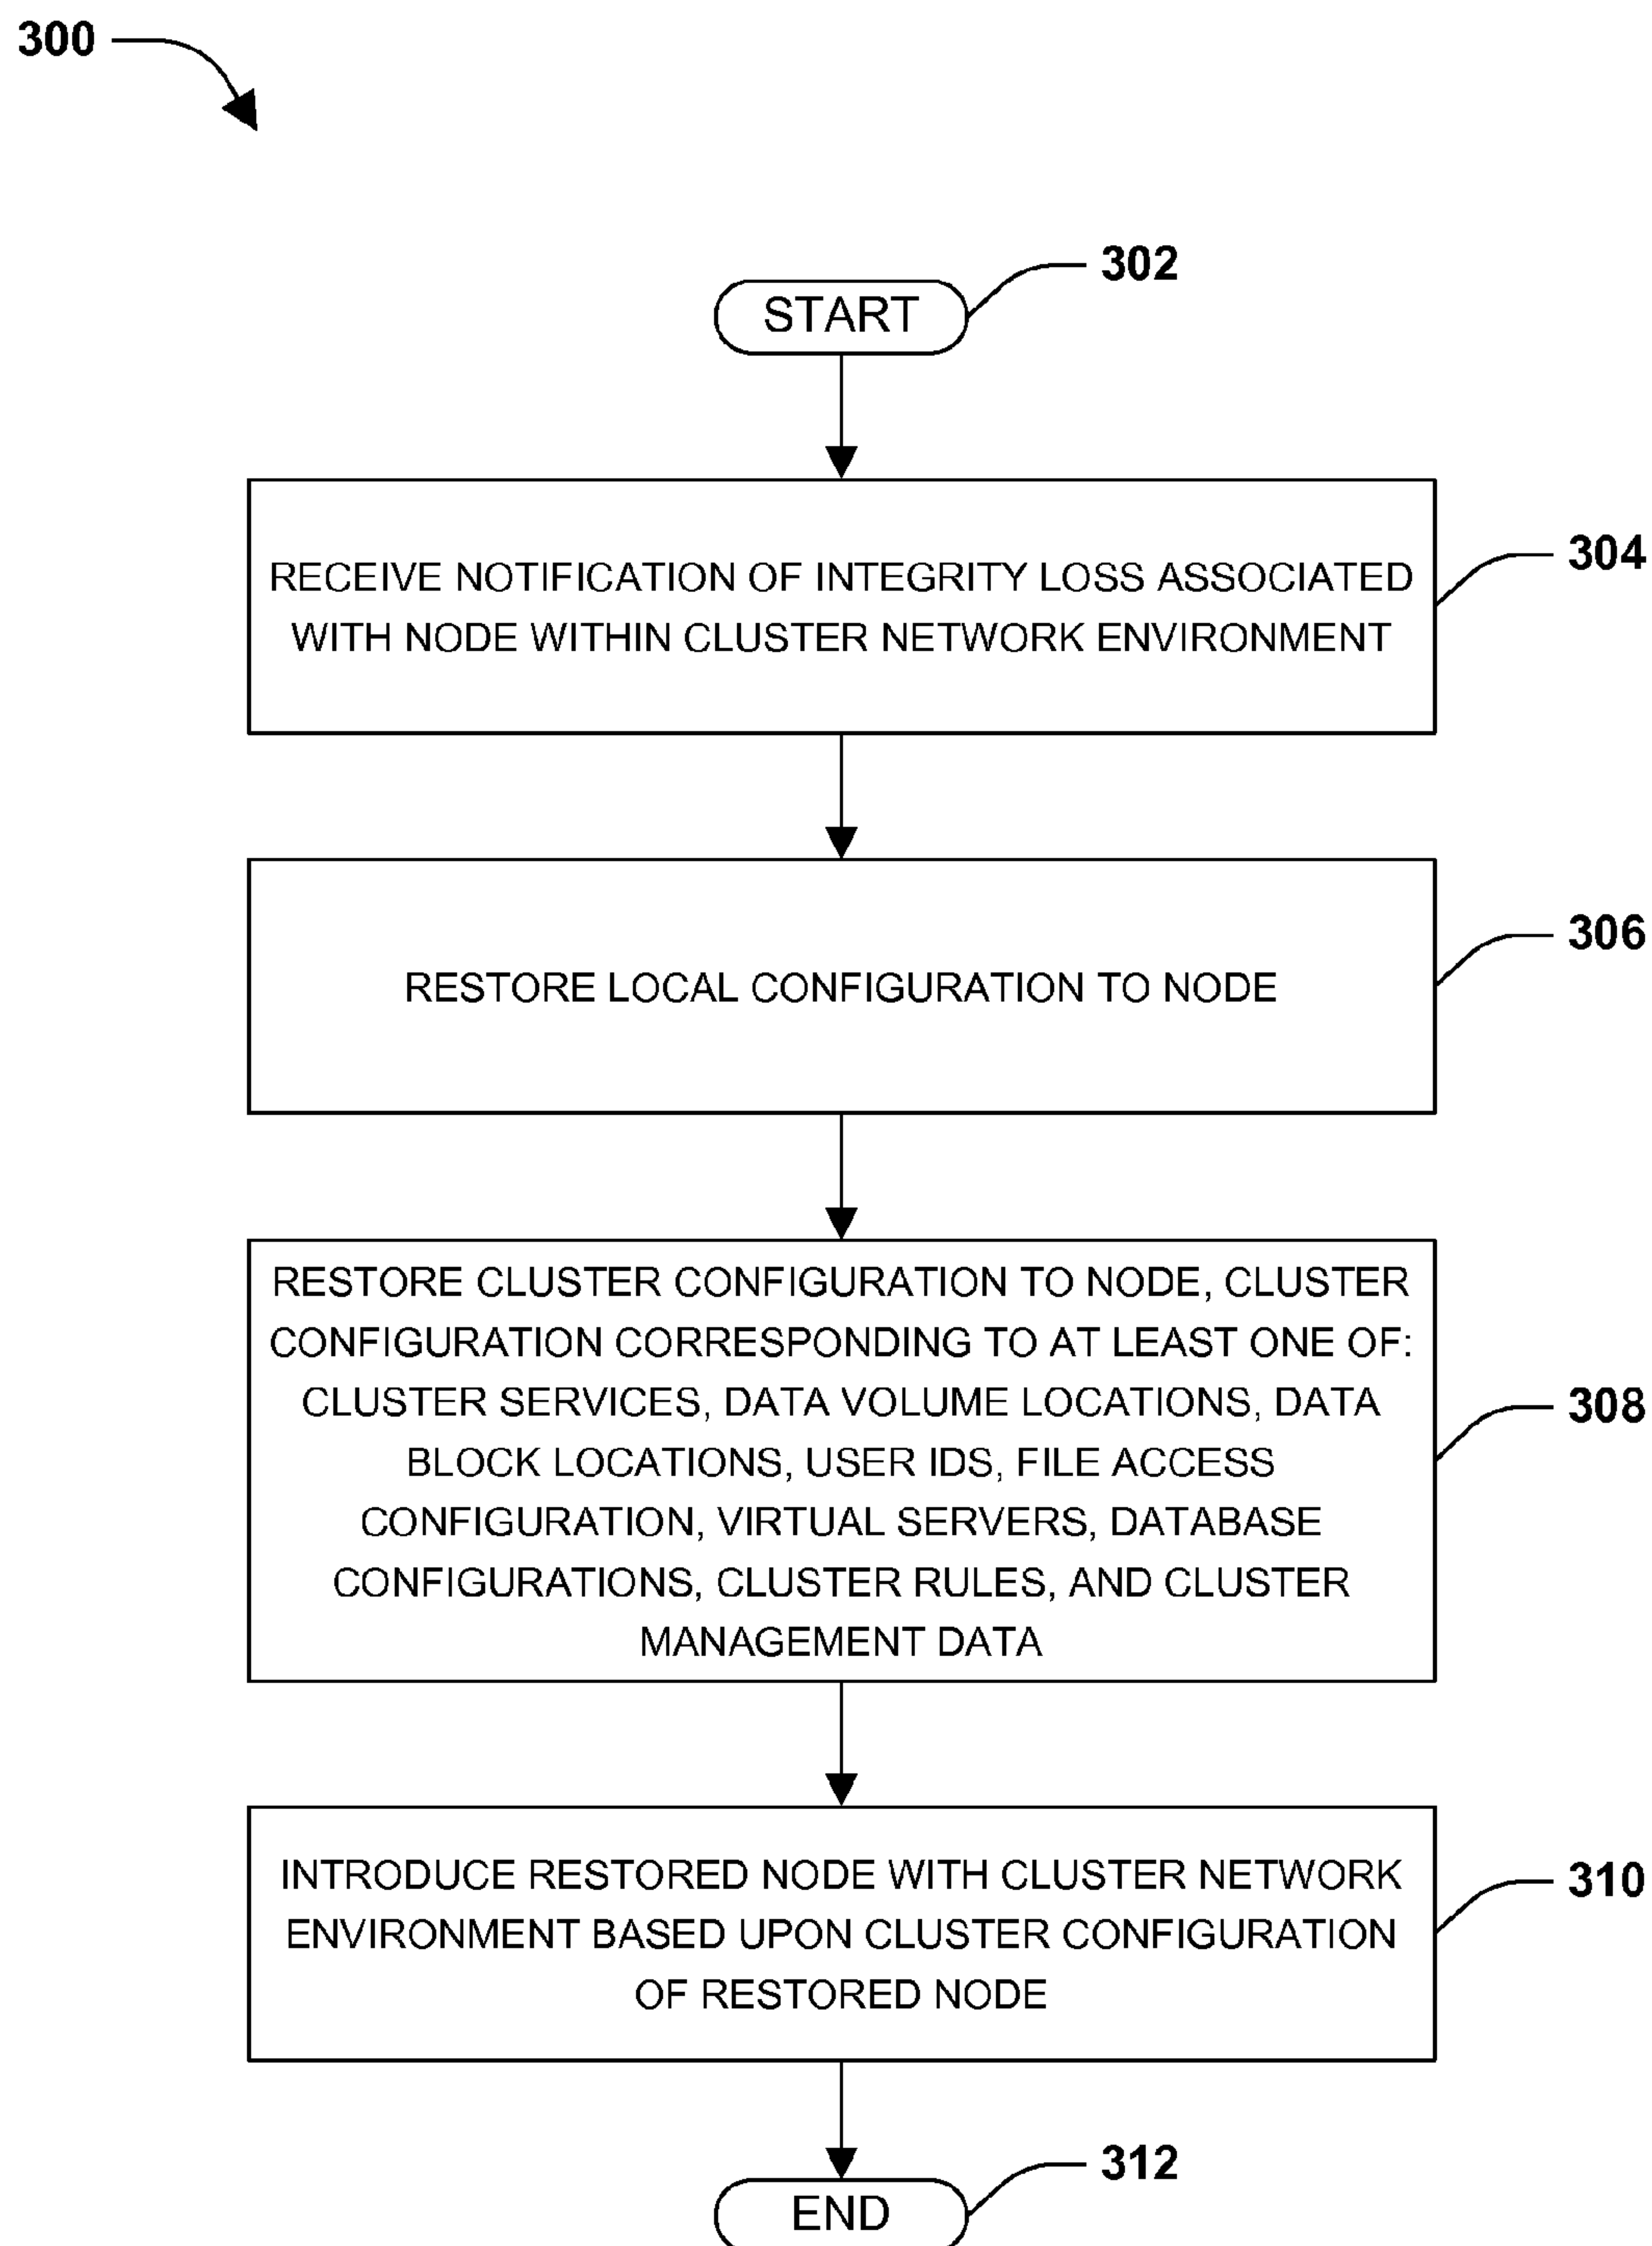 300
302
START
304
RECEIVE NOTIFICATION OF INTEGRITY LOSS ASSOCIATED
WITH NODE WITHIN CLUSTER NETWORK ENVIRONMENT
306
RESTORE LOCAL CONFIGURATION TO NODE
RESTORE CLUSTER CONFIGURATION TO NODE, CLUSTER
CONFIGURATION CORRESPONDING TO AT LEAST ONE OF:
CLUSTER SERVICES, DATA VOLUME LOCATIONS, DATA
308
BLOCK LOCATIONS, USER IDS, FILE ACCESS
CONFIGURATION, VIRTUAL SERVERS, DATABASE
CONFIGURATIONS, CLUSTER RULES, AND CLUSTER
MANAGEMENT DATA
310
INTRODUCE RESTORED NODE WITH CLUSTER NETWORK
ENVIRONMENT BASED UPON CLUSTER CONFIGURATION
OF RESTORED NODE
312
END